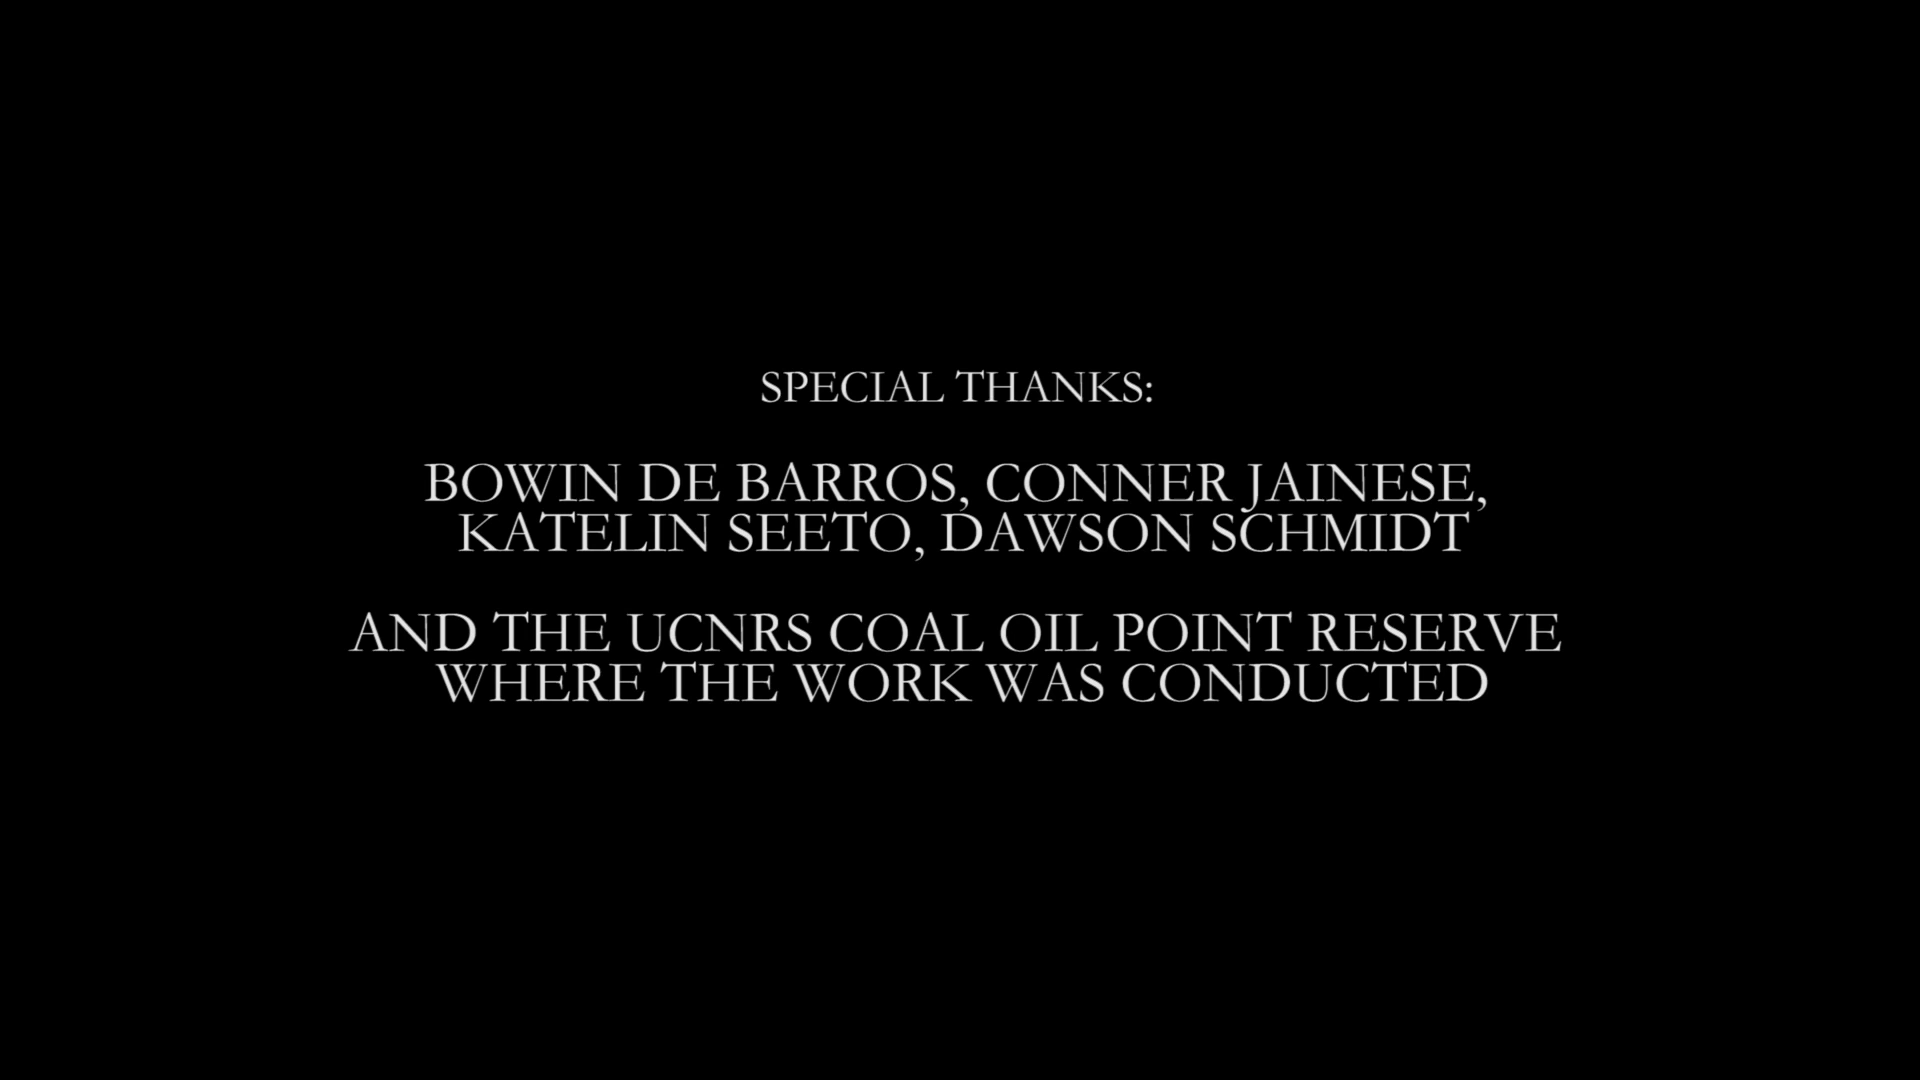 SPECIAL THANKS:
BOWIN DE BARROS, CONNER JAINESE,
KATELIN SEETO, DAWSON SCHMIDT
AND THE UCNRS COAL OIL POINT RESERVE
WHERE THE WORK WAS CONDUCTED